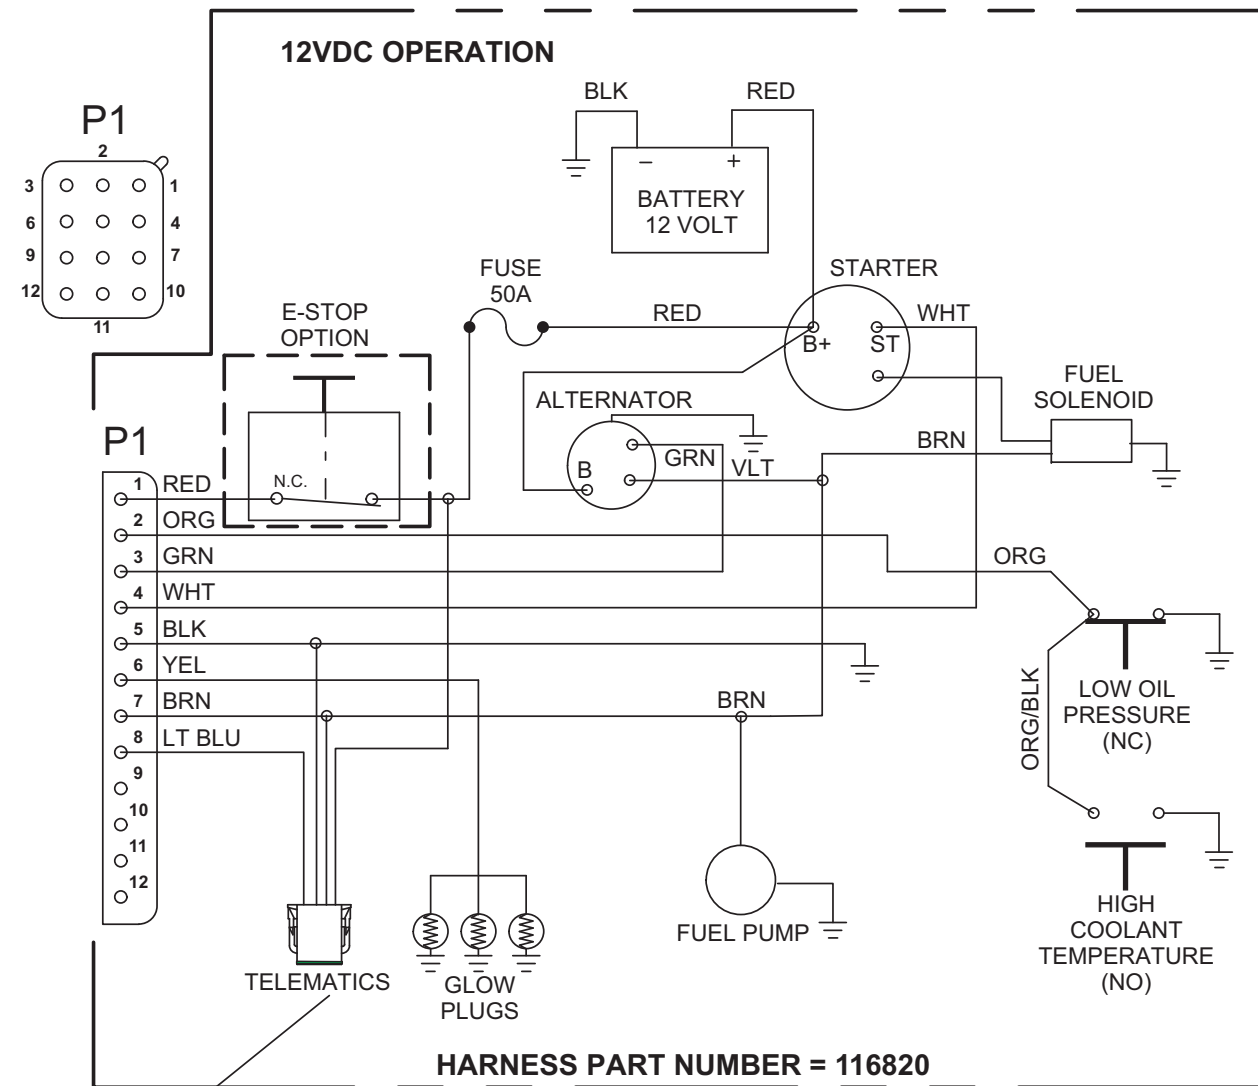 12VDC OPERATION
P1
2
3 1
6 4
9 7
12 10
11
BLK RED
− +
BATTERY
12 VOLT
FUSE
50A
STARTER
E-STOP
OPTION
RED
WHT
B+ ST
FUEL
SOLENOID
ALTERNATOR
BRN
GRN
VLT
B
P1
N.C.
1 RED
2 ORG
3 GRN
4 WHT
5 BLK
6 YEL
7 BRN
8 LT BLU
9
10
11
12
ORG
BRN
ORG/BLK
LOW OIL
PRESSURE
(NC)
HIGH
COOLANT
TEMPERATURE
(NO)
FUEL PUMP
TELEMATICS
GLOW
PLUGS
HARNESS PART NUMBER = 116820